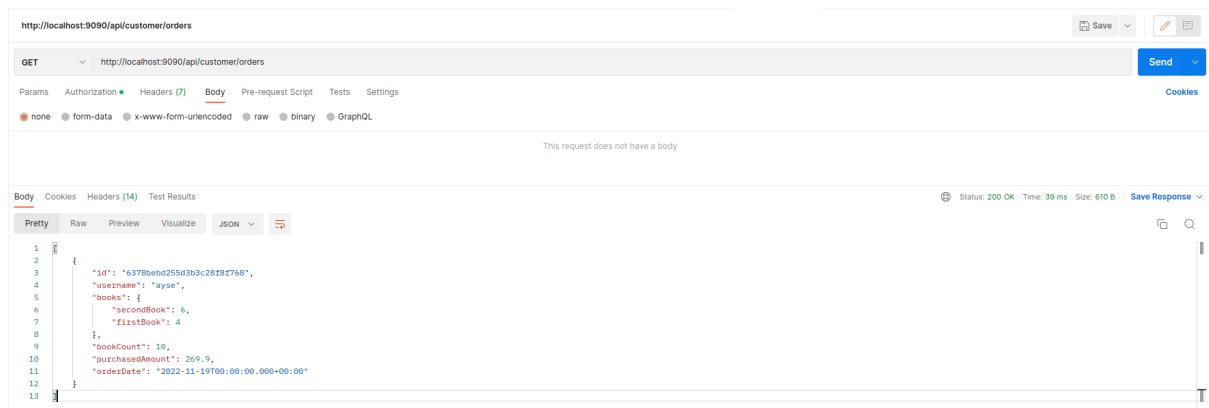 http://localhost:9090/api/customer/orders Save
GET http://localhost:9090/api/customer/orders Send
Params Authorization Headers (7) Body Pre-request Script Tests Settings Cookies
none form-data x-www-form-urlencoded raw binary GraphQL
This request does not have a body
Body Cookies Headers (14) Test Results Status: 200 OK Time: 39 ms Size: 610 B Save Response
Pretty Raw Preview Visualize JSON
1 [
2 {
3 "id": "6378bebd255d3b3c28f8f768",
4 "username": "ayse",
5 "books": {
6 "secondBook": 6,
7 "firstBook": 4
8 },
9 "bookCount": 10,
10 "purchasedAmount": 269.9,
11 "orderDate": "2022-11-19T00:00:00.000+00:00"
12 }
13 ]